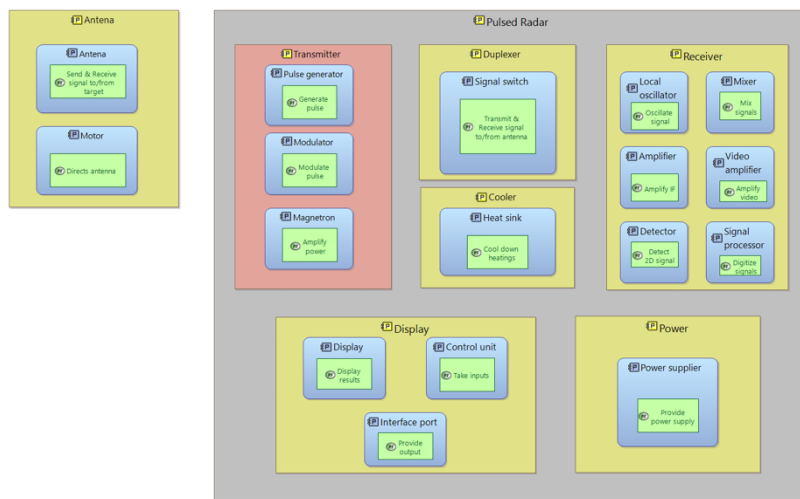 Antena
Antena
Send & Receive
signal to/from
target
Motor
Directs antenna
Pulsed Radar
Transmitter
Pulse generator
Generate
pulse
Modulator
Modulate
pulse
Magnetron
Amplify
power
Duplexer
Signal switch
Transmit &
Receive signal
to/from antenna
Cooler
Heat sink
Cool down
heatings
Receiver
Local
oscillator
Oscillate
signal
Mixer
Mix
signals
Amplifier
Amplify IF
Video
amplifier
Amplify
video
Detector
Detect
2D signal
Signal
processor
Digitize
signals
Display
Display
Display
results
Control unit
Take inputs
Interface port
Provide
output
Power
Power supplier
Provide
power supply